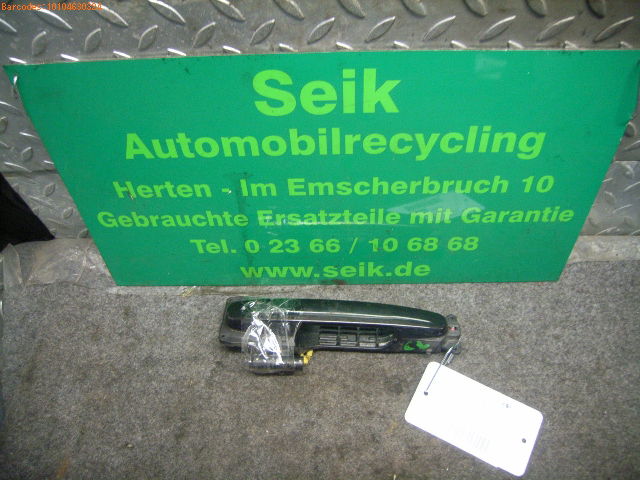 Seik
Automobilrecycling
Herten - Im Emscherbruch 10
Gebrauchte Ersatzteile mit Garantie
Tel. 0 23 66 / 10 68 68
www.seik.de